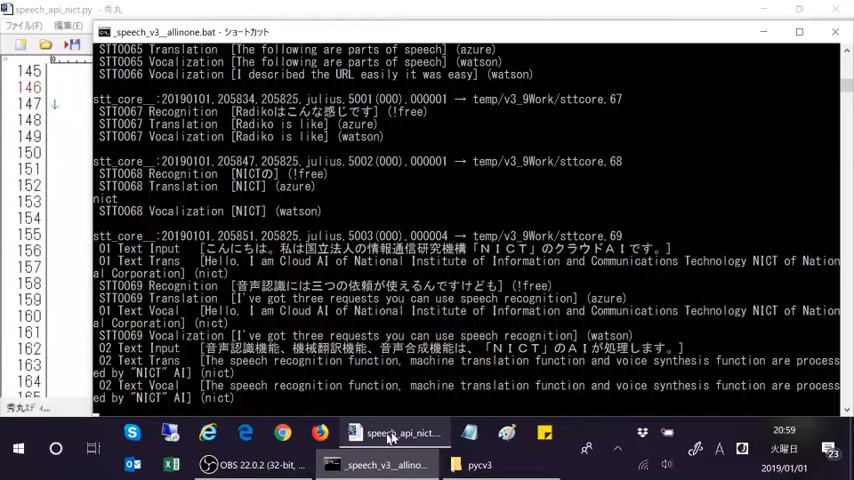 speech_api_nict.py - 秀丸
ファイル(F) 編集(E)
_speech_v3__allinone.bat - ショートカット
145
146
147
148
149
150
151
152
153
154
155
156
157
158
159
160
161
162
163
164
165
秀丸エディ...
STT0065 Translation [The following are parts of speech] (azure)
STT0065 Vocalization [The following are parts of speech] (watson)
STT0066 Vocalization [I described the URL easily it was easy] (watson)
stt_core__:20190101.205834.205825.julius.5001(000).000001 → temp/v3_9Work/sttcore.67
STT0067 Recognition [Radikoはこんな感じです] (!free)
STT0067 Translation [Radiko is like] (azure)
STT0067 Vocalization [Radiko is like] (watson)
stt_core__:20190101.205847.205825.julius.5002(000).000001 → temp/v3_9Work/sttcore.68
STT0068 Recognition [NICTの] (!free)
STT0068 Translation [NICT] (azure)
nict
STT0068 Vocalization [NICT] (watson)
stt_core__:20190101.205851.205825.julius.5003(000).000004 → temp/v3_9Work/sttcore.69
01 Text Input [こんにちは。私は国立法人の情報通信研究機構「ＮＩＣＴ」のクラウドＡＩです。]
01 Text Trans [Hello, I am Cloud AI of National Institute of Information and Communications Technology NICT of Nation
al Corporation] (nict)
STT0069 Recognition [音声認識には三つの依頼が使えるんですけども] (!free)
STT0069 Translation [I've got three requests you can use speech recognition] (azure)
01 Text Vocal [Hello, I am Cloud AI of National Institute of Information and Communications Technology NICT of Nation
al Corporation] (nict)
STT0069 Vocalization [I've got three requests you can use speech recognition] (watson)
02 Text Input [音声認識機能、機械翻訳機能、音声合成機能は、「ＮＩＣＴ」のＡＩが処理します。]
02 Text Trans [The speech recognition function, machine translation function and voice synthesis function are process
ed by "NICT" AI] (nict)
02 Text Vocal [The speech recognition function, machine translation function and voice synthesis function are process
ed by "NICT" AI] (nict)
speech_api_nict....
OBS 22.0.2 (32-bit, ...
_speech_v3__allino...
pycv3
A
20:59
火曜日
2019/01/01
23